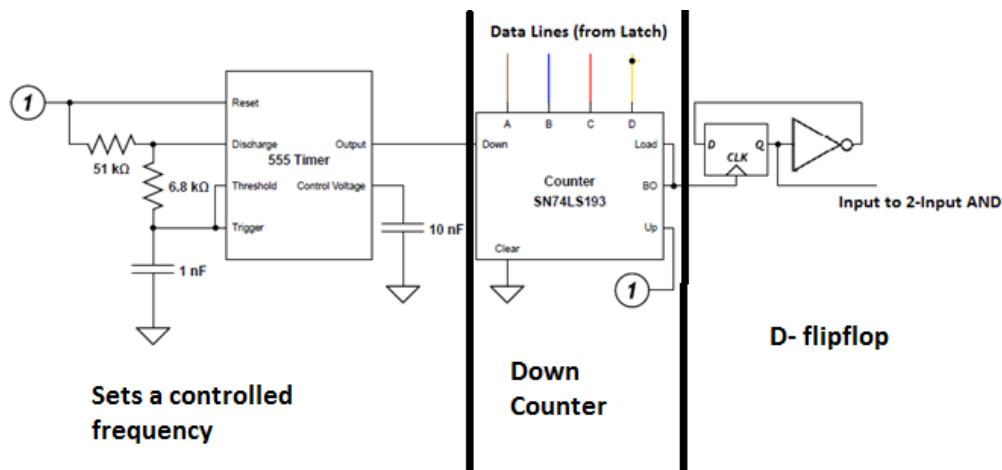 Data Lines (from Latch)
1
Reset
Discharge
555 Timer
Output
Threshold
Control Voltage
Trigger
51 kΩ
6.8 kΩ
1 nF
10 nF
A B C D
Down
Load
Counter
SN74LS193
BO
Up
Clear
1
D Q
CLK
Input to 2-Input AND
Sets a controlled
frequency
Down
Counter
D- flipflop